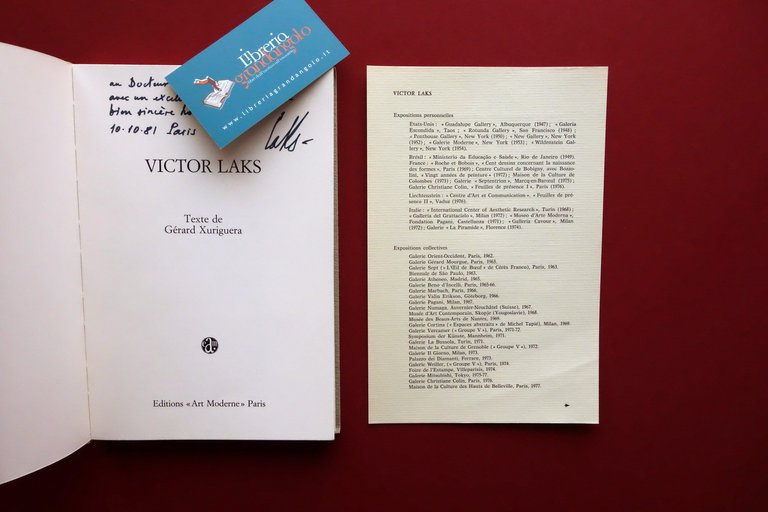 au Docteur
avec un
bien sincère
10.10.81 Paris
Laks
Libreria
grandangolo
www.libreriagrandangolo.it
VICTOR LAKS
Texte de
Gérard Xuriguera
Editions «Art Moderne» Paris
VICTOR LAKS
Expositions personnelles
Etats-Unis : « Guadalupe Gallery », Albuquerque (1947) ; « Galeria
Escondida », Taos ; « Rotunda Gallery », San Francisco (1948) ;
« Penthouse Gallery », New York (1950) ; « New Gallery », New York
(1952) ; « Galerie Moderne », New York (1953) ; « Wildenstein Gal-
lery », New York (1954).
Brésil : « Ministerio da Educação e Saúde », Rio de Janeiro (1949).
France : « Roche et Bobois », « Cent dessins concernant la naissance
des formes », Paris (1969) ; Centre Culturel de Bobigny, avec Bozzo-
lini, « Vingt années de peinture » (1972) ; Maison de la Culture de
Colombes (1973) ; Galerie « Septentrion », Marcq-en-Barœul (1975) ;
Galerie Christiane Colin, « Feuilles de présence I », Paris (1976).
Liechtenstein : « Centre d'Art et Communication », « Feuilles de pré-
sence II », Vaduz (1976).
Italie : « International Center of Aesthetic Research », Turin (1968) ;
« Galleria del Grattacielo », Milan (1972) ; « Museo d'Arte Moderna »,
Fondation Pagani, Castellanza (1971) ; « Galleria Cavour », Milan
(1972) ; Galerie « La Piramide », Florence (1974).
Expositions collectives
Galerie Orient-Occident, Paris, 1962.
Galerie Gérard Mourgue, Paris, 1963.
Galerie Sept (« L'Œil de Bœuf » de Cérès Franco), Paris, 1963.
Biennale de São Paulo, 1963.
Galerie Athenea, Madrid, 1965.
Galerie Beno d'Incelli, Paris, 1965-66.
Galerie Marbach, Paris, 1966.
Galerie Valis Erikson, Göteborg, 1966.
Galerie Pagani, Milan, 1967.
Galerie Numaga, Auvernier-Neuchâtel (Suisse), 1967.
Musée d'Art Contemporain, Skopje (Yougoslavie), 1968.
Musée des Beaux-Arts de Nantes, 1969.
Galerie Cortina (« Espaces abstraits » de Michel Tapié), Milan, 1969.
Galerie Vercamer (« Groupe V »), Paris, 1971-72.
Symposium der Künste, Mannheim, 1971.
Galerie La Bussola, Turin, 1971.
Maison de la Culture de Grenoble (« Groupe V »), 1972.
Galerie Il Giorno, Milan, 1973.
Palazzo dei Diamanti, Ferrare, 1973.
Galerie Weiller, (« Groupe V »), Paris, 1974.
Foire de l'Estampe, Villeparisis, 1974.
Galerie Mitsubishi, Tokyo, 1975-77.
Galerie Christiane Colin, Paris, 1976.
Maison de la Culture des Hauts de Belleville, Paris, 1977.